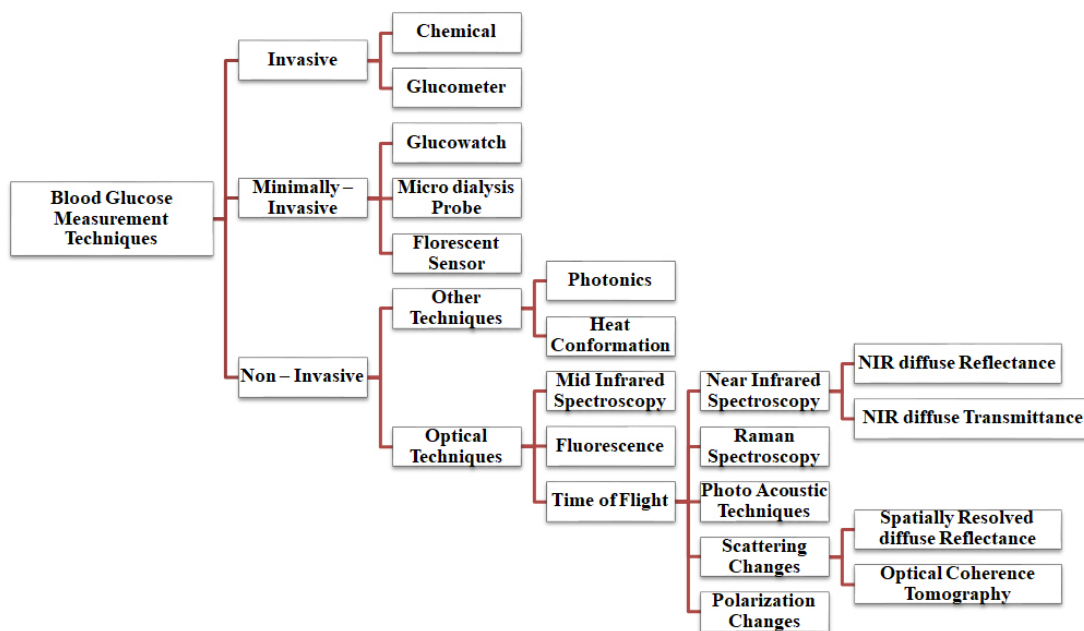 Blood Glucose
Measurement
Techniques
Invasive
Chemical
Glucometer
Minimally –
Invasive
Glucowatch
Micro dialysis
Probe
Florescent
Sensor
Non – Invasive
Other
Techniques
Photonics
Heat
Conformation
Optical
Techniques
Mid Infrared
Spectroscopy
Fluorescence
Time of Flight
Near Infrared
Spectroscopy
NIR diffuse Reflectance
NIR diffuse Transmittance
Raman
Spectroscopy
Photo Acoustic
Techniques
Scattering
Changes
Spatially Resolved
diffuse Reflectance
Optical Coherence
Tomography
Polarization
Changes